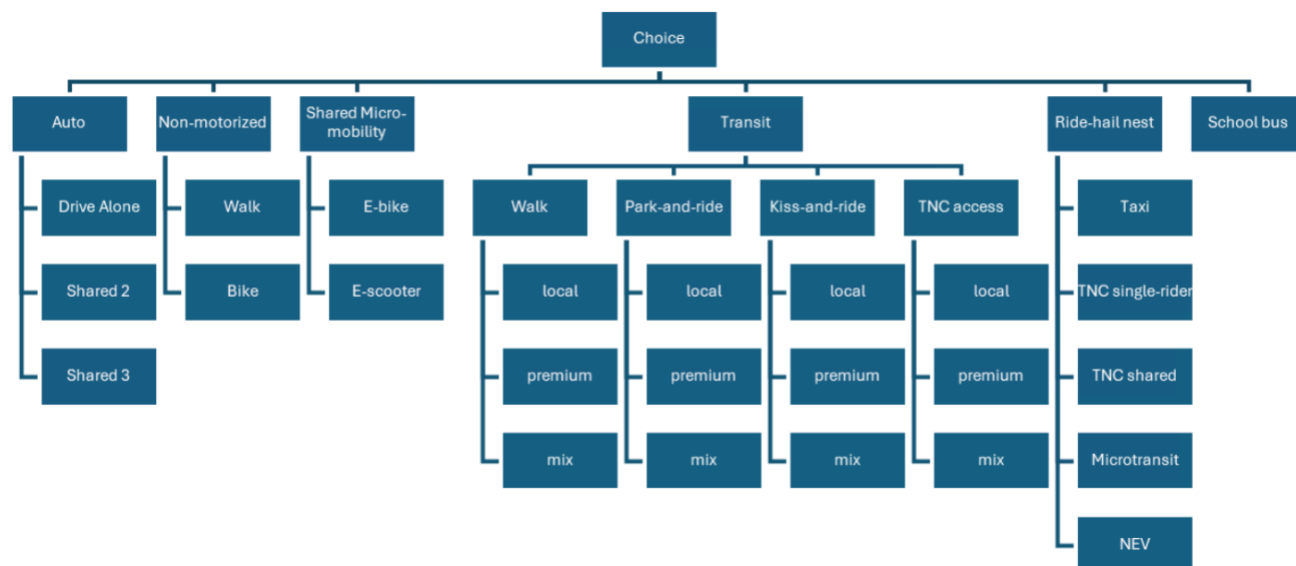 Choice
Auto
Non-motorized
Shared Micro-
mobility
Transit
Ride-hail nest
School bus
Drive Alone
Walk
E-bike
Walk
Park-and-ride
Kiss-and-ride
TNC access
Taxi
Shared 2
Bike
E-scooter
local
local
local
local
TNC single-rider
Shared 3
premium
premium
premium
premium
TNC shared
mix
mix
mix
mix
Microtransit
NEV